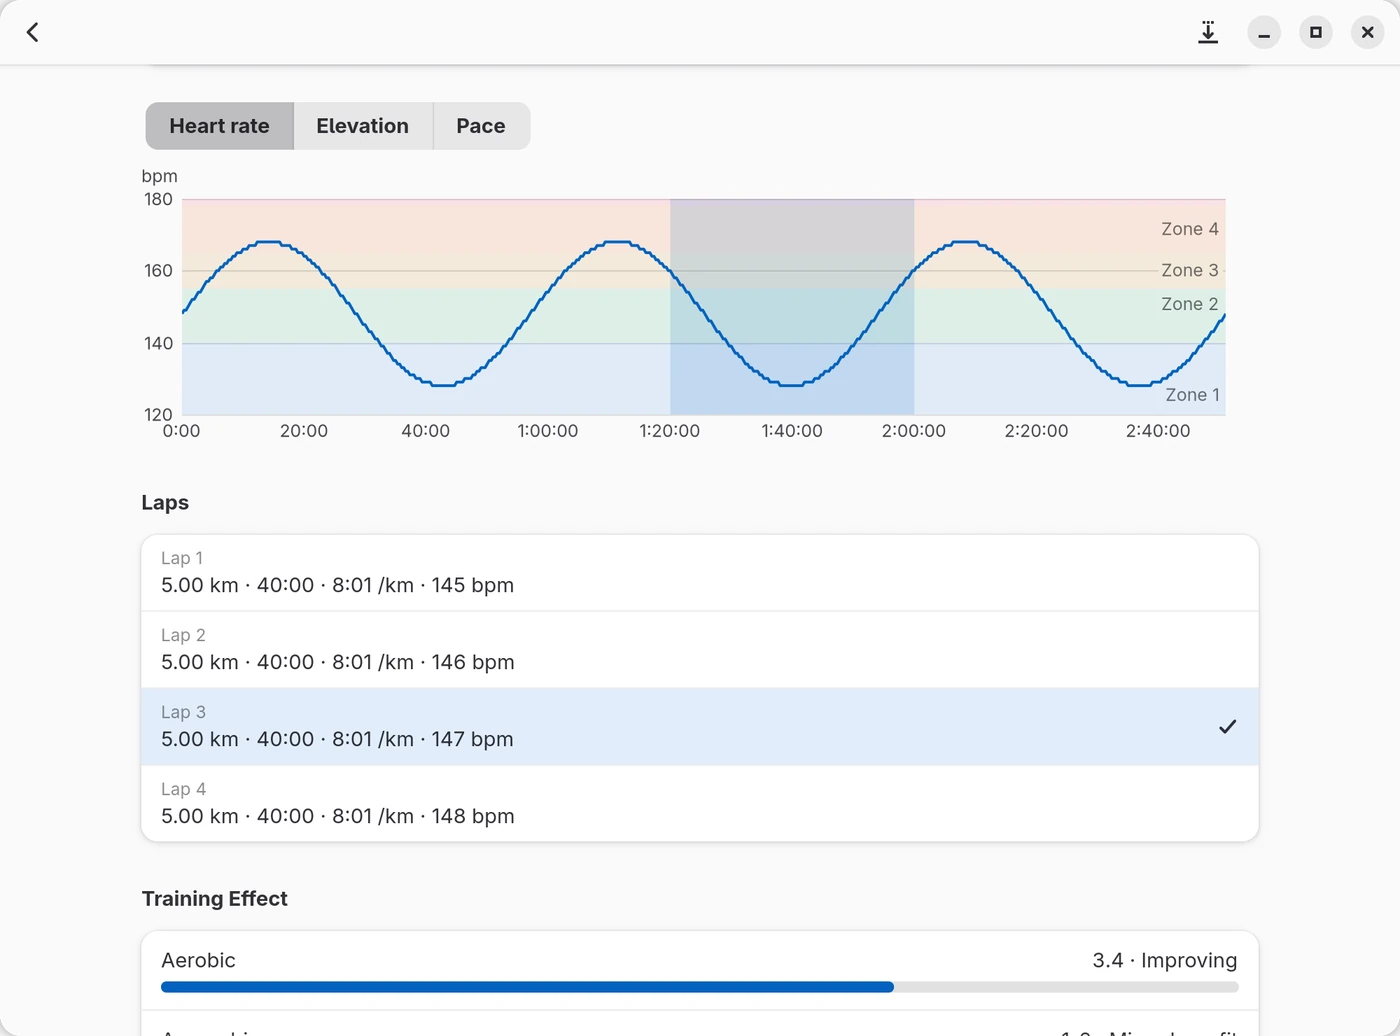 Heart rate Elevation Pace
bpm
180
160
140
120
Zone 4
Zone 3
Zone 2
Zone 1
0:00 20:00 40:00 1:00:00 1:20:00 1:40:00 2:00:00 2:20:00 2:40:00
Laps
Lap 1
5.00 km · 40:00 · 8:01 /km · 145 bpm
Lap 2
5.00 km · 40:00 · 8:01 /km · 146 bpm
Lap 3
5.00 km · 40:00 · 8:01 /km · 147 bpm
Lap 4
5.00 km · 40:00 · 8:01 /km · 148 bpm
Training Effect
Aerobic 3.4 · Improving